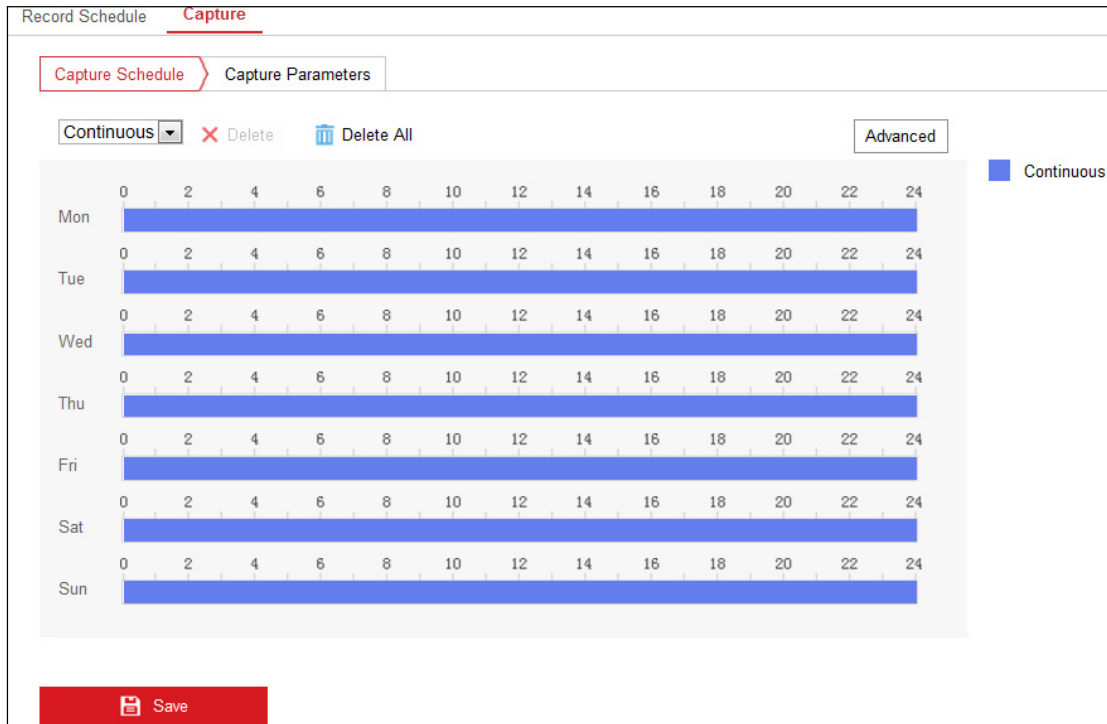 Record Schedule Capture
Capture Schedule Capture Parameters
Continuous Delete Delete All Advanced
Continuous
0 2 4 6 8 10 12 14 16 18 20 22 24
Mon
0 2 4 6 8 10 12 14 16 18 20 22 24
Tue
0 2 4 6 8 10 12 14 16 18 20 22 24
Wed
0 2 4 6 8 10 12 14 16 18 20 22 24
Thu
0 2 4 6 8 10 12 14 16 18 20 22 24
Fri
0 2 4 6 8 10 12 14 16 18 20 22 24
Sat
0 2 4 6 8 10 12 14 16 18 20 22 24
Sun
Save